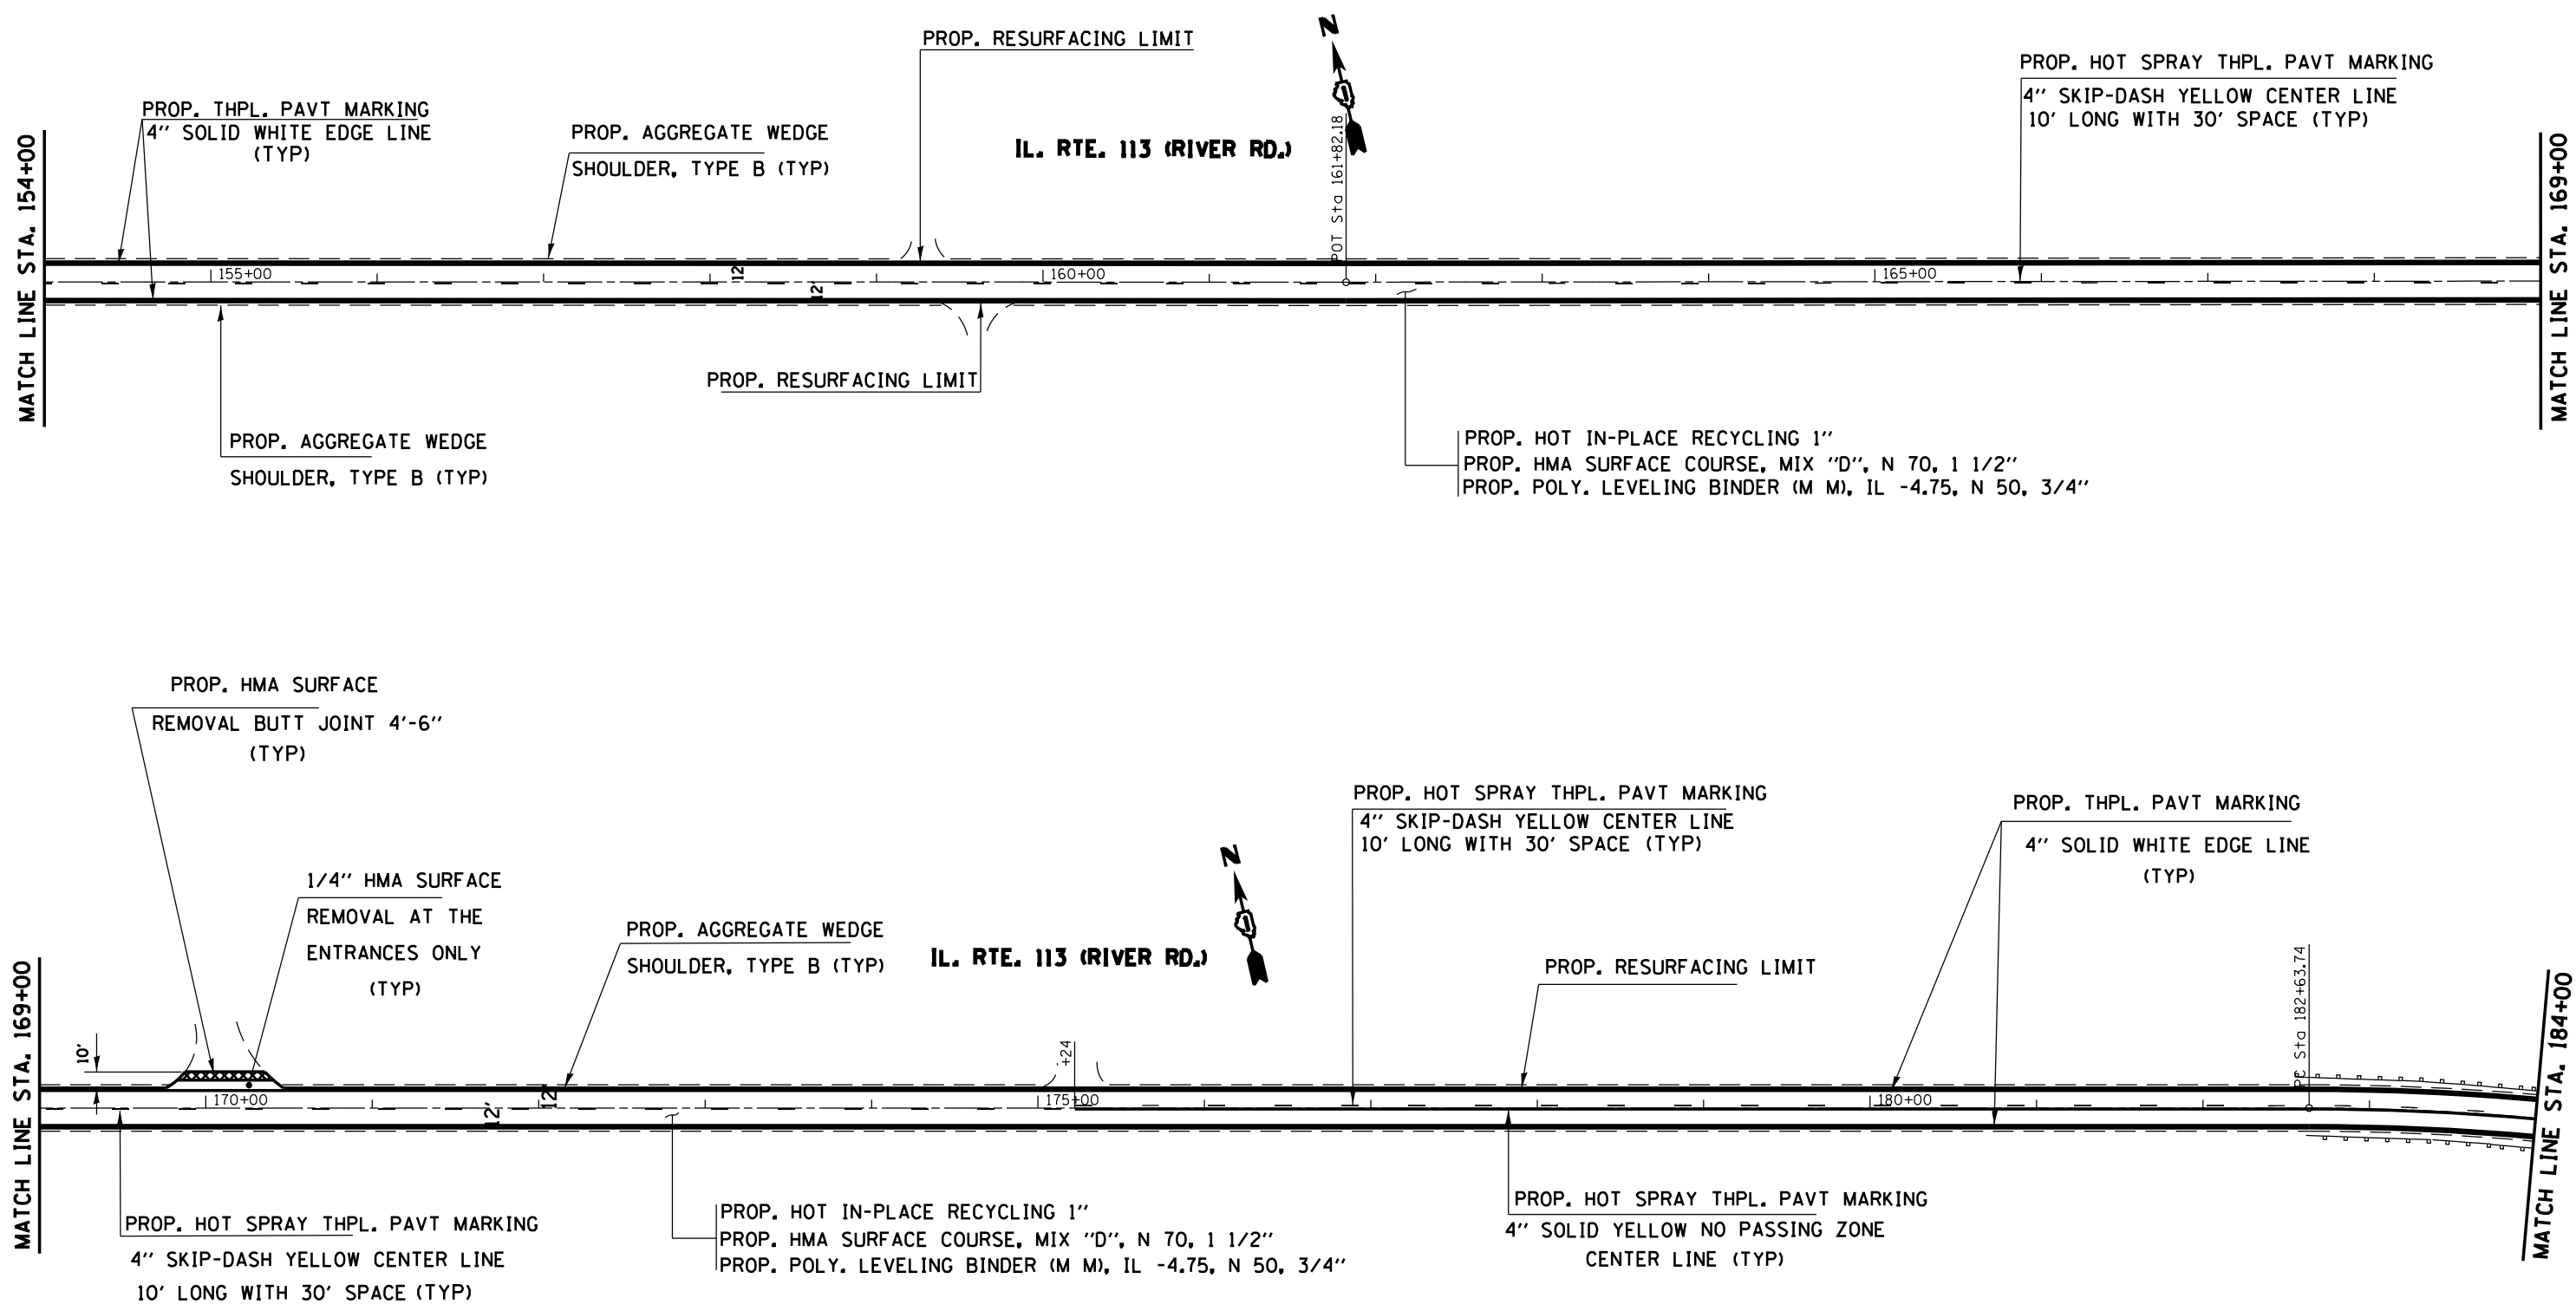 PROP. RESURFACING LIMIT
N
PROP. HOT SPRAY THPL. PAVT MARKING
4" SKIP-DASH YELLOW CENTER LINE
10' LONG WITH 30' SPACE (TYP)
PROP. THPL. PAVT MARKING
4" SOLID WHITE EDGE LINE
(TYP)
PROP. AGGREGATE WEDGE
SHOULDER, TYPE B (TYP)
IL. RTE. 113 (RIVER RD.)
POT Sta 161+82.18
MATCH LINE STA. 154+00
MATCH LINE STA. 169+00
155+00
12'
12'
160+00
165+00
PROP. RESURFACING LIMIT
PROP. AGGREGATE WEDGE
SHOULDER, TYPE B (TYP)
PROP. HOT IN-PLACE RECYCLING 1"
PROP. HMA SURFACE COURSE, MIX "D", N 70, 1 1/2"
PROP. POLY. LEVELING BINDER (M M), IL -4.75, N 50, 3/4"
PROP. HMA SURFACE
REMOVAL BUTT JOINT 4'-6"
(TYP)
1/4" HMA SURFACE
REMOVAL AT THE
ENTRANCES ONLY
(TYP)
PROP. AGGREGATE WEDGE
SHOULDER, TYPE B (TYP)
IL. RTE. 113 (RIVER RD.)
N
PROP. HOT SPRAY THPL. PAVT MARKING
4" SKIP-DASH YELLOW CENTER LINE
10' LONG WITH 30' SPACE (TYP)
PROP. RESURFACING LIMIT
PROP. THPL. PAVT MARKING
4" SOLID WHITE EDGE LINE
(TYP)
PC Sta 182+63.74
MATCH LINE STA. 169+00
MATCH LINE STA. 184+00
10'
170+00
12'
12'
+24
175+00
180+00
PROP. HOT SPRAY THPL. PAVT MARKING
4" SKIP-DASH YELLOW CENTER LINE
10' LONG WITH 30' SPACE (TYP)
PROP. HOT IN-PLACE RECYCLING 1"
PROP. HMA SURFACE COURSE, MIX "D", N 70, 1 1/2"
PROP. POLY. LEVELING BINDER (M M), IL -4.75, N 50, 3/4"
PROP. HOT SPRAY THPL. PAVT MARKING
4" SOLID YELLOW NO PASSING ZONE
CENTER LINE (TYP)